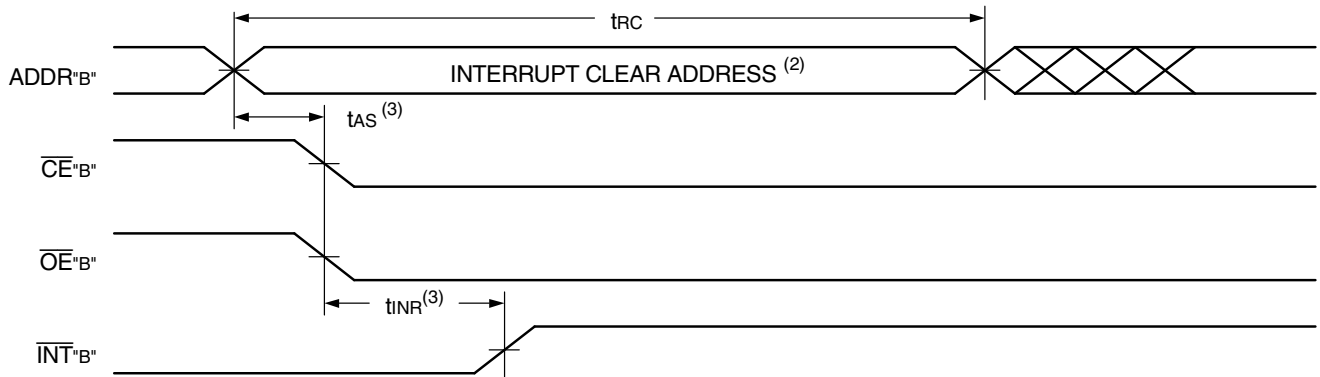 tRC
ADDR"B"
INTERRUPT CLEAR ADDRESS (2)
tAS (3)
CE"B"
OE"B"
tINR(3)
INT"B"